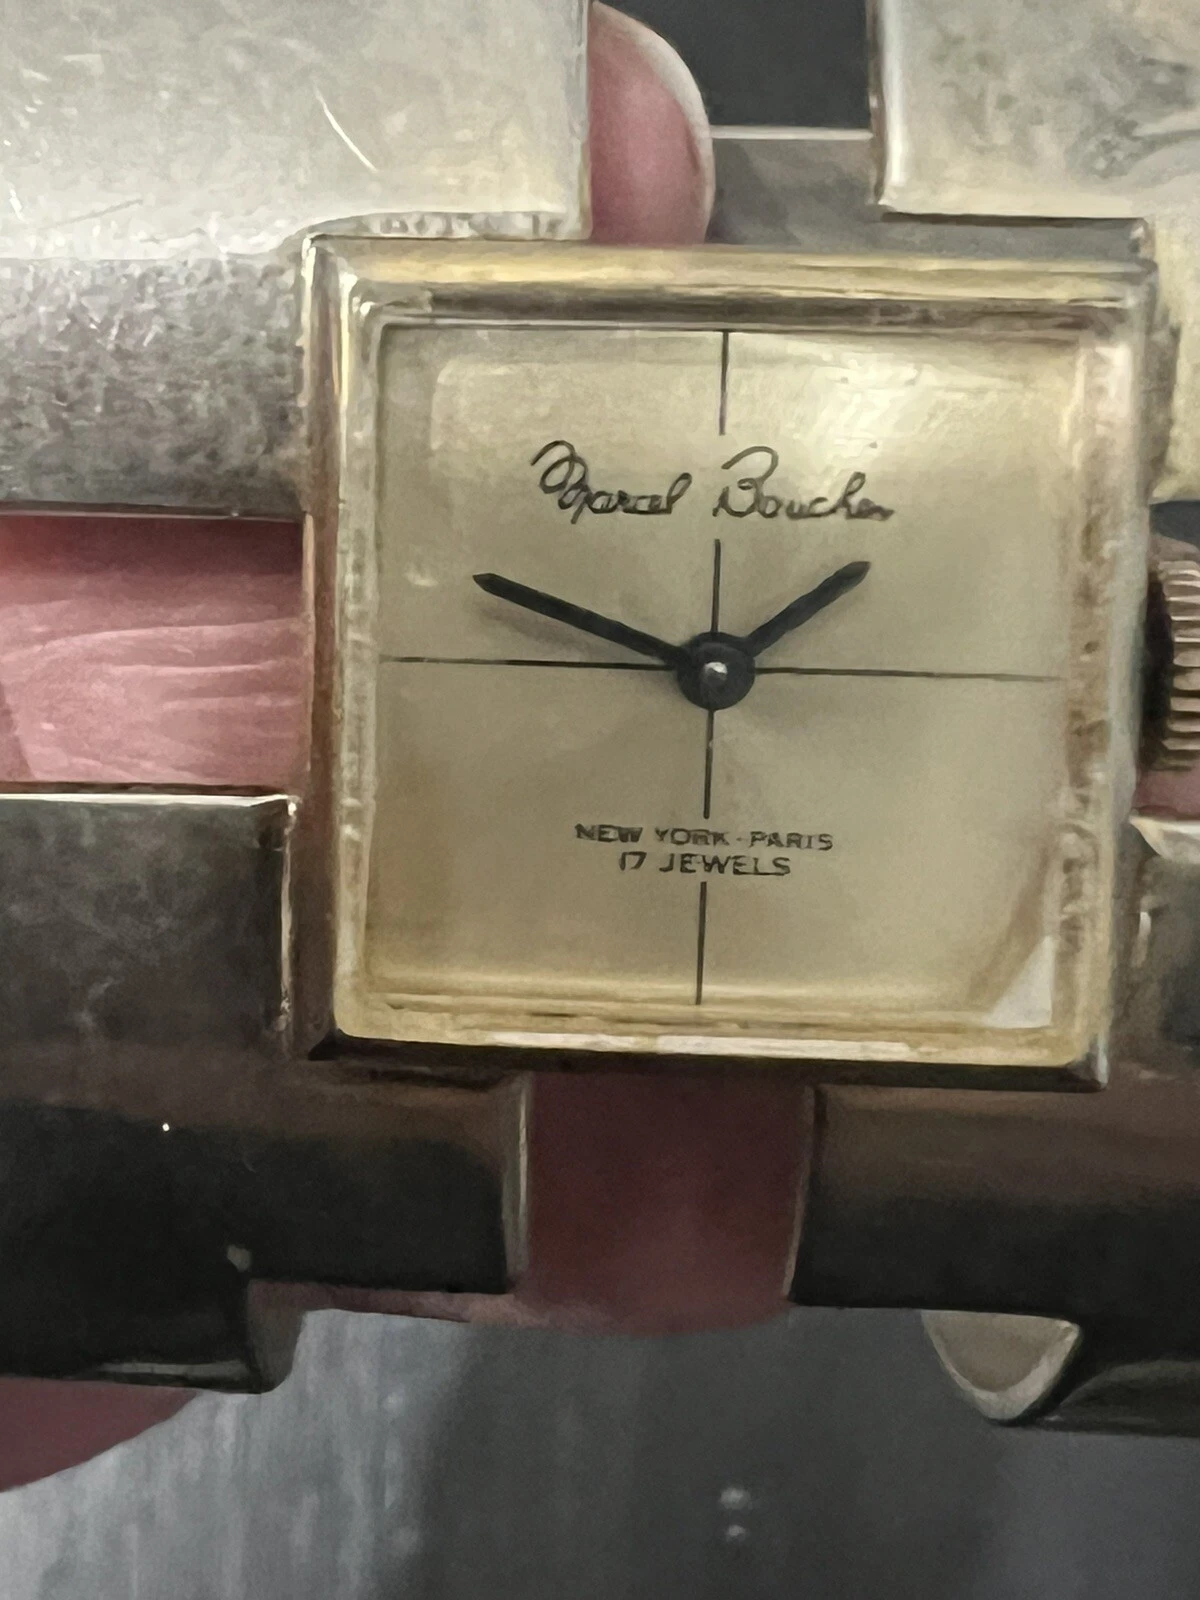 Marcel Boucher
NEW YORK - PARIS
17 JEWELS